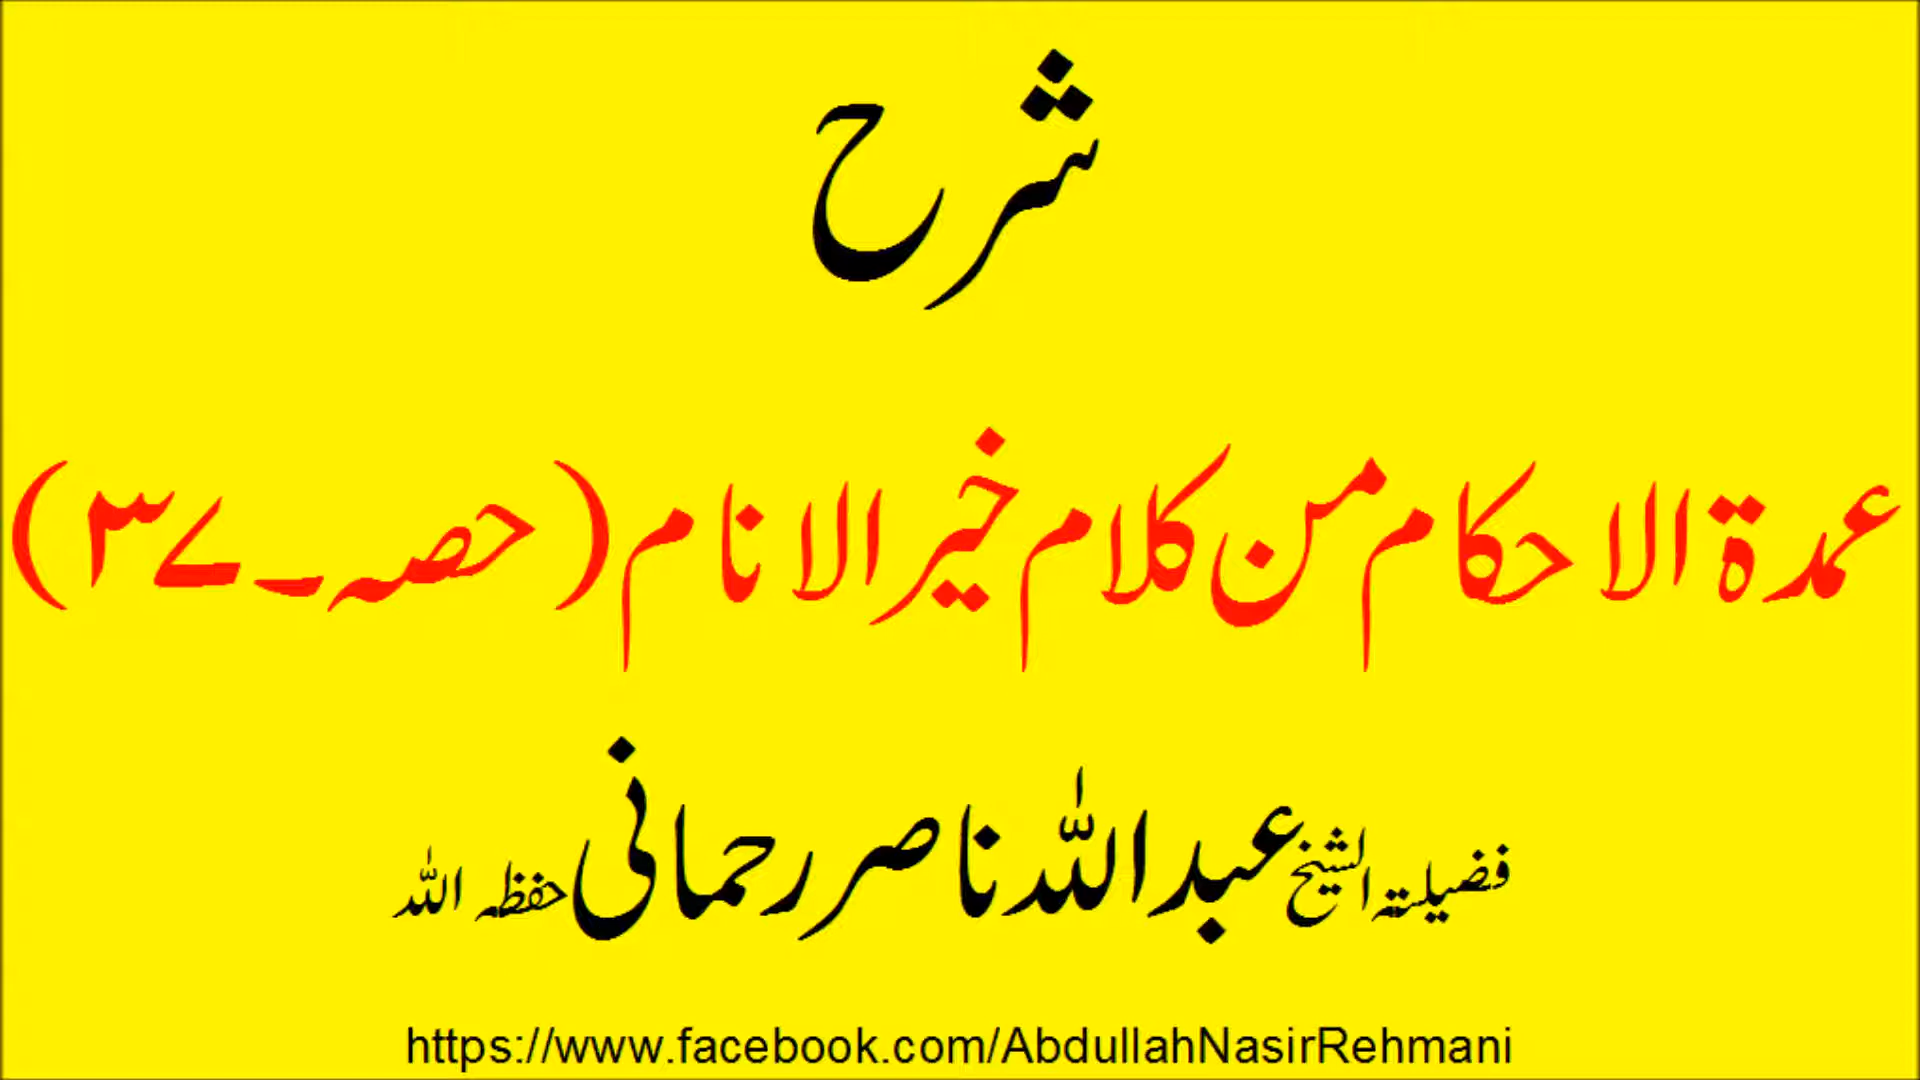 شرح
عمدۃ الاحکام من کلام خیر الانام (حصہ۔۳۷)
فضیلتہ الشیخ عبداللہ ناصر رحمانی حفظہ اللہ
https://www.facebook.com/AbdullahNasirRehmani